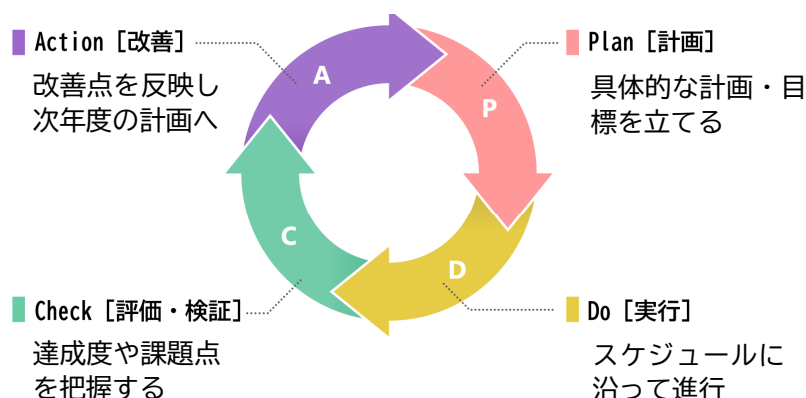 Action［改善］
改善点を反映し
次年度の計画へ
Plan［計画］
具体的な計画・目
標を立てる
A
P
C
D
Check［評価・検証］
達成度や課題点
を把握する
Do［実行］
スケジュールに
沿って進行